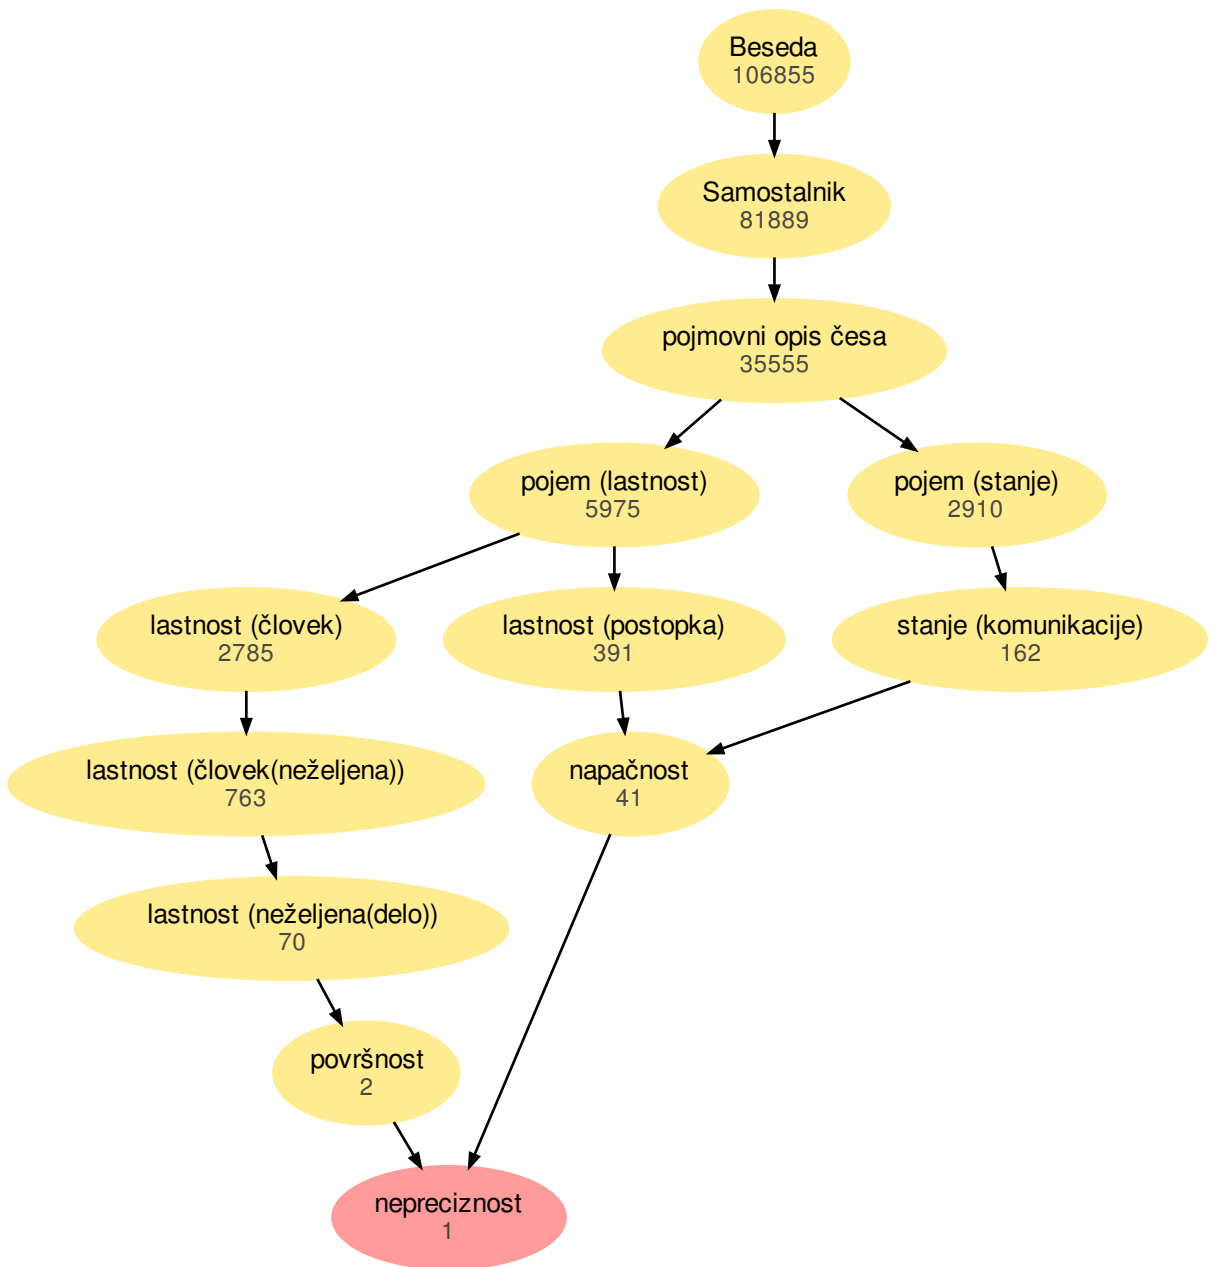 Beseda
106855
Samostalnik
81889
pojmovni opis česa
35555
pojem (lastnost)
5975
pojem (stanje)
2910
lastnost (človek)
2785
lastnost (postopka)
391
stanje (komunikacije)
162
lastnost (človek(neželjena))
763
napačnost
41
lastnost (neželjena(delo))
70
površnost
2
nepreciznost
1